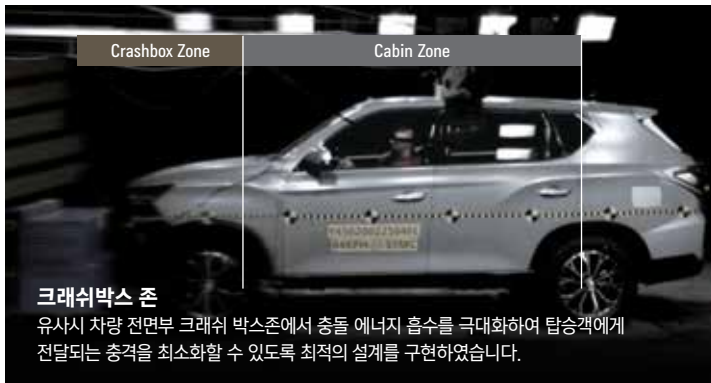 Crashbox Zone
Cabin Zone
크래쉬박스 존
유사시 차량 전면부 크래쉬 박스존에서 충돌 에너지 흡수를 극대화하여 탑승객에게
전달되는 충격을 최소화할 수 있도록 최적의 설계를 구현하였습니다.